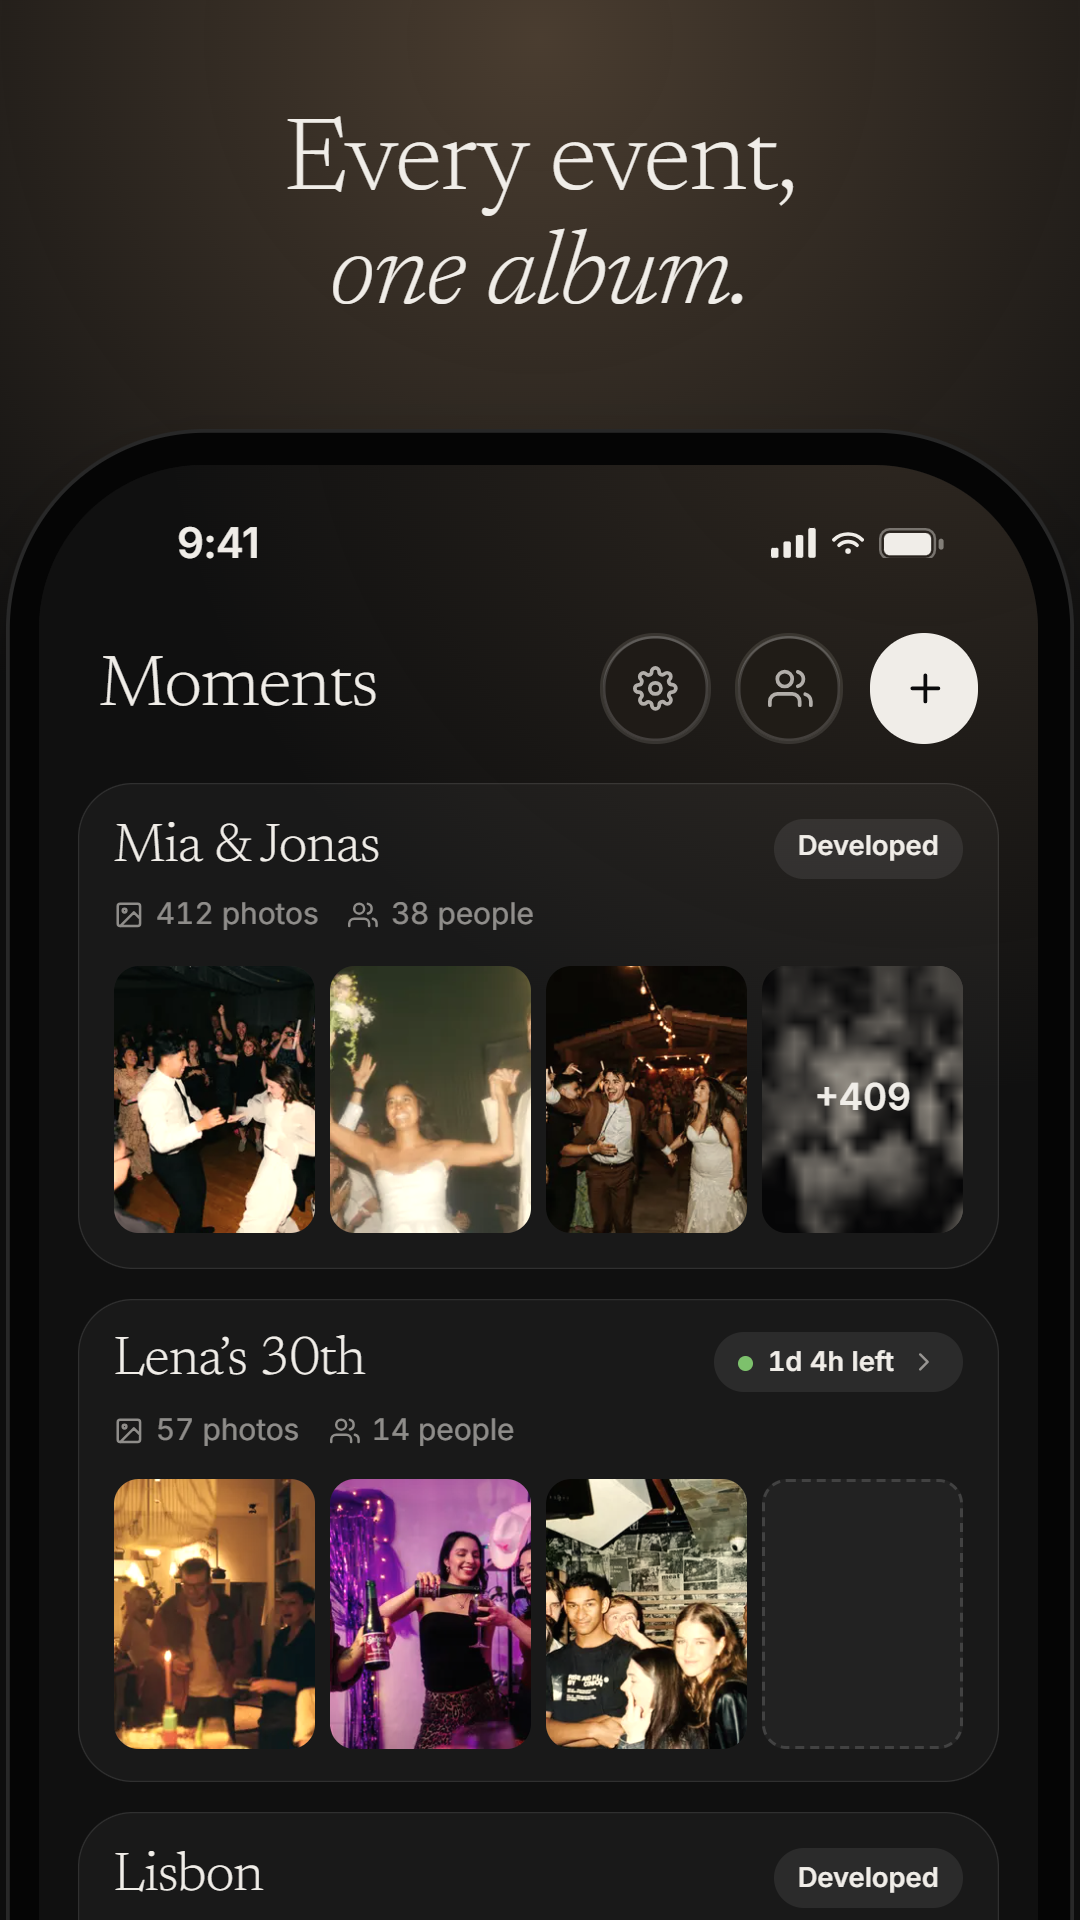 Every event,
one album.
9:41
Moments
Mia & Jonas
Developed
412 photos 38 people
+409
Lena’s 30th
1d 4h left
57 photos 14 people
Lisbon
Developed